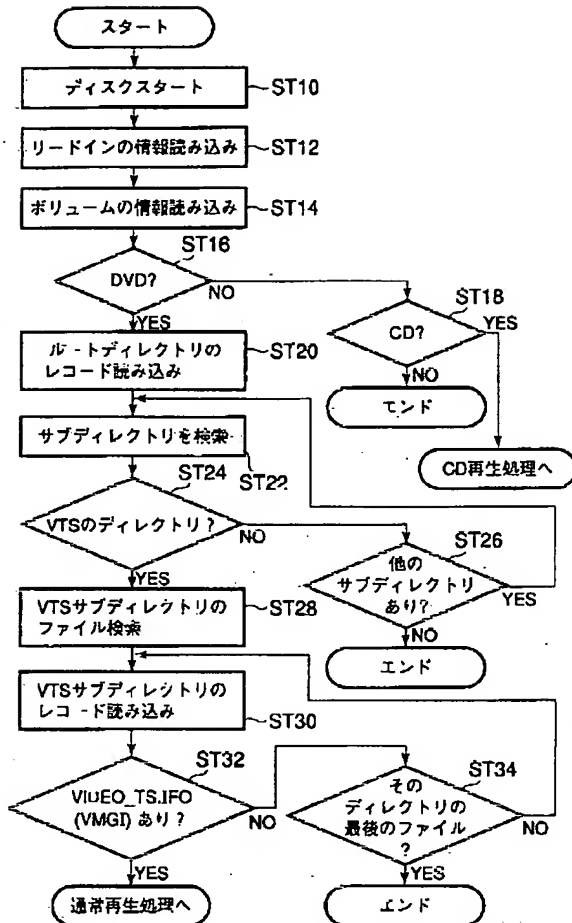 スタート
ディスクスタート
ST10
リードインの情報読み込み
ST12
ボリュームの情報読み込み
ST14
ST16
DVD?
NO
YES
ST18
CD?
YES
NO
エンド
CD再生処理へ
ルートディレクトリの
レコード読み込み
ST20
サブディレクトリを検索
ST22
ST24
VTSのディレクトリ?
NO
YES
ST26
他の
サブディレクトリ
あり?
YES
NO
エンド
VTSサブディレクトリの
ファイル検索
ST28
VTSサブディレクトリの
レコード読み込み
ST30
ST32
VIDEO_TS.IFO
(VMGI)あり?
NO
YES
通常再生処理へ
ST34
その
ディレクトリの
最後のファイル
?
NO
YES
エンド